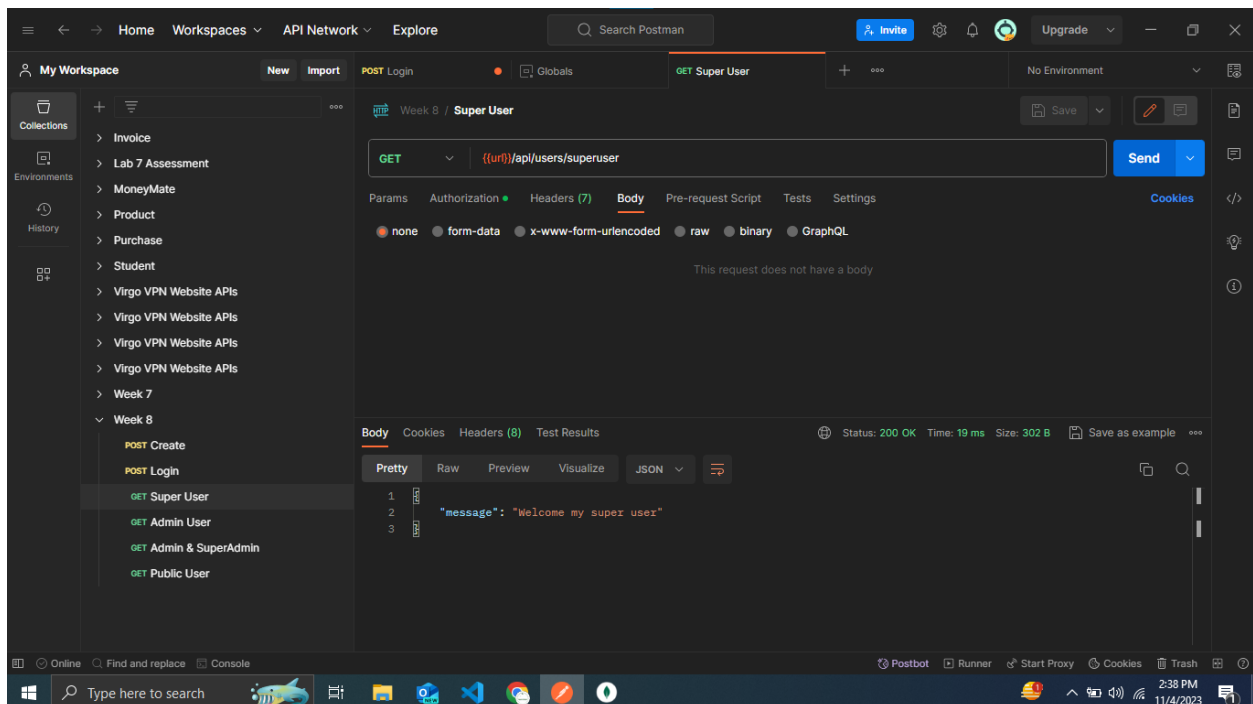 Home Workspaces API Network Explore Search Postman Invite Upgrade
My Workspace New Import POST Login Globals GET Super User No Environment
Collections
Environments
History
Invoice
Lab 7 Assessment
MoneyMate
Product
Purchase
Student
Virgo VPN Website APIs
Virgo VPN Website APIs
Virgo VPN Website APIs
Virgo VPN Website APIs
Week 7
Week 8
POST Create
POST Login
GET Super User
GET Admin User
GET Admin & SuperAdmin
GET Public User
HTTP Week 8 / Super User Save
GET {{url}}/api/users/superuser Send
Params Authorization Headers (7) Body Pre-request Script Tests Settings Cookies
none form-data x-www-form-urlencoded raw binary GraphQL
This request does not have a body
Body Cookies Headers (8) Test Results Status: 200 OK Time: 19 ms Size: 302 B Save as example
Pretty Raw Preview Visualize JSON
1 {
2 "message": "Welcome my super user"
3 }
Online Find and replace Console Postbot Runner Start Proxy Cookies Trash
Type here to search 2:38 PM
11/4/2023